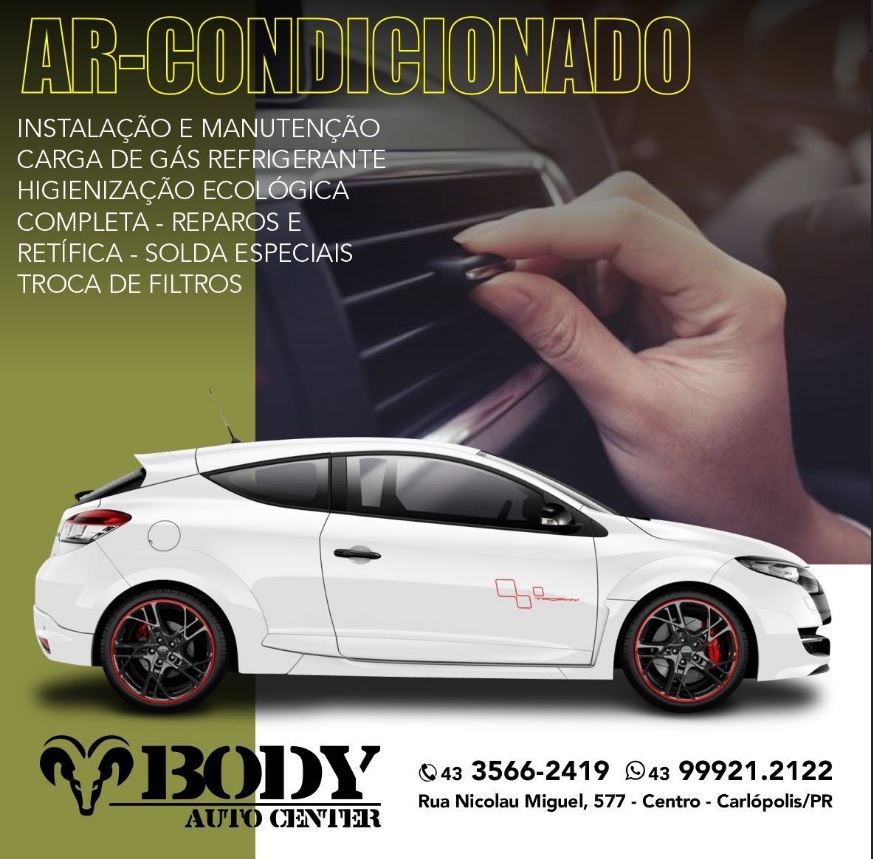 AR-CONDICIONADO
INSTALAÇÃO E MANUTENÇÃO
CARGA DE GÁS REFRIGERANTE
HIGIENIZAÇÃO ECOLÓGICA
COMPLETA - REPAROS E
RETÍFICA - SOLDA ESPECIAIS
TROCA DE FILTROS
TROPHY
BODY
AUTO CENTER
43 3566-2419 43 99921.2122
Rua Nicolau Miguel, 577 - Centro - Carlópolis/PR